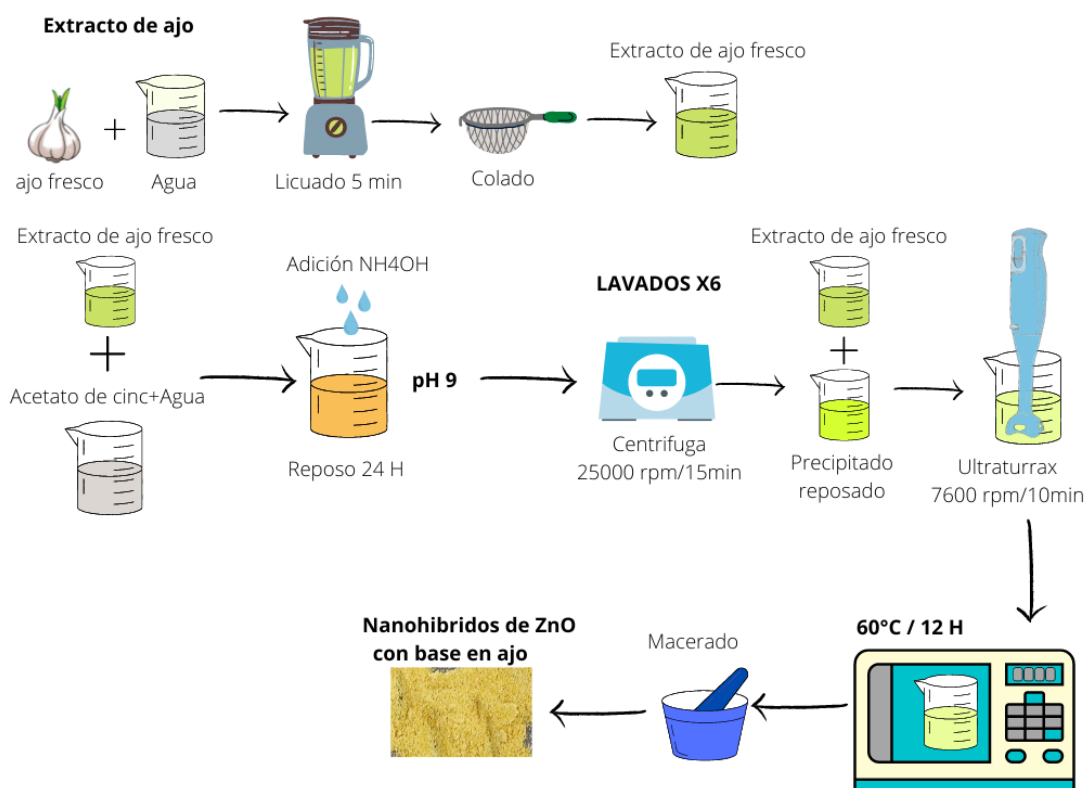 Extracto de ajo
Extracto de ajo fresco
ajo fresco
Agua
Licuado 5 min
Colado
Extracto de ajo fresco
Acetato de cinc+Agua
Adición NH4OH
Reposo 24 H
pH 9
LAVADOS X6
Centrifuga
25000 rpm/15min
Extracto de ajo fresco
Precipitado
reposado
Ultraturrax
7600 rpm/10min
60°C / 12 H
Macerado
Nanohibridos de ZnO
con base en ajo